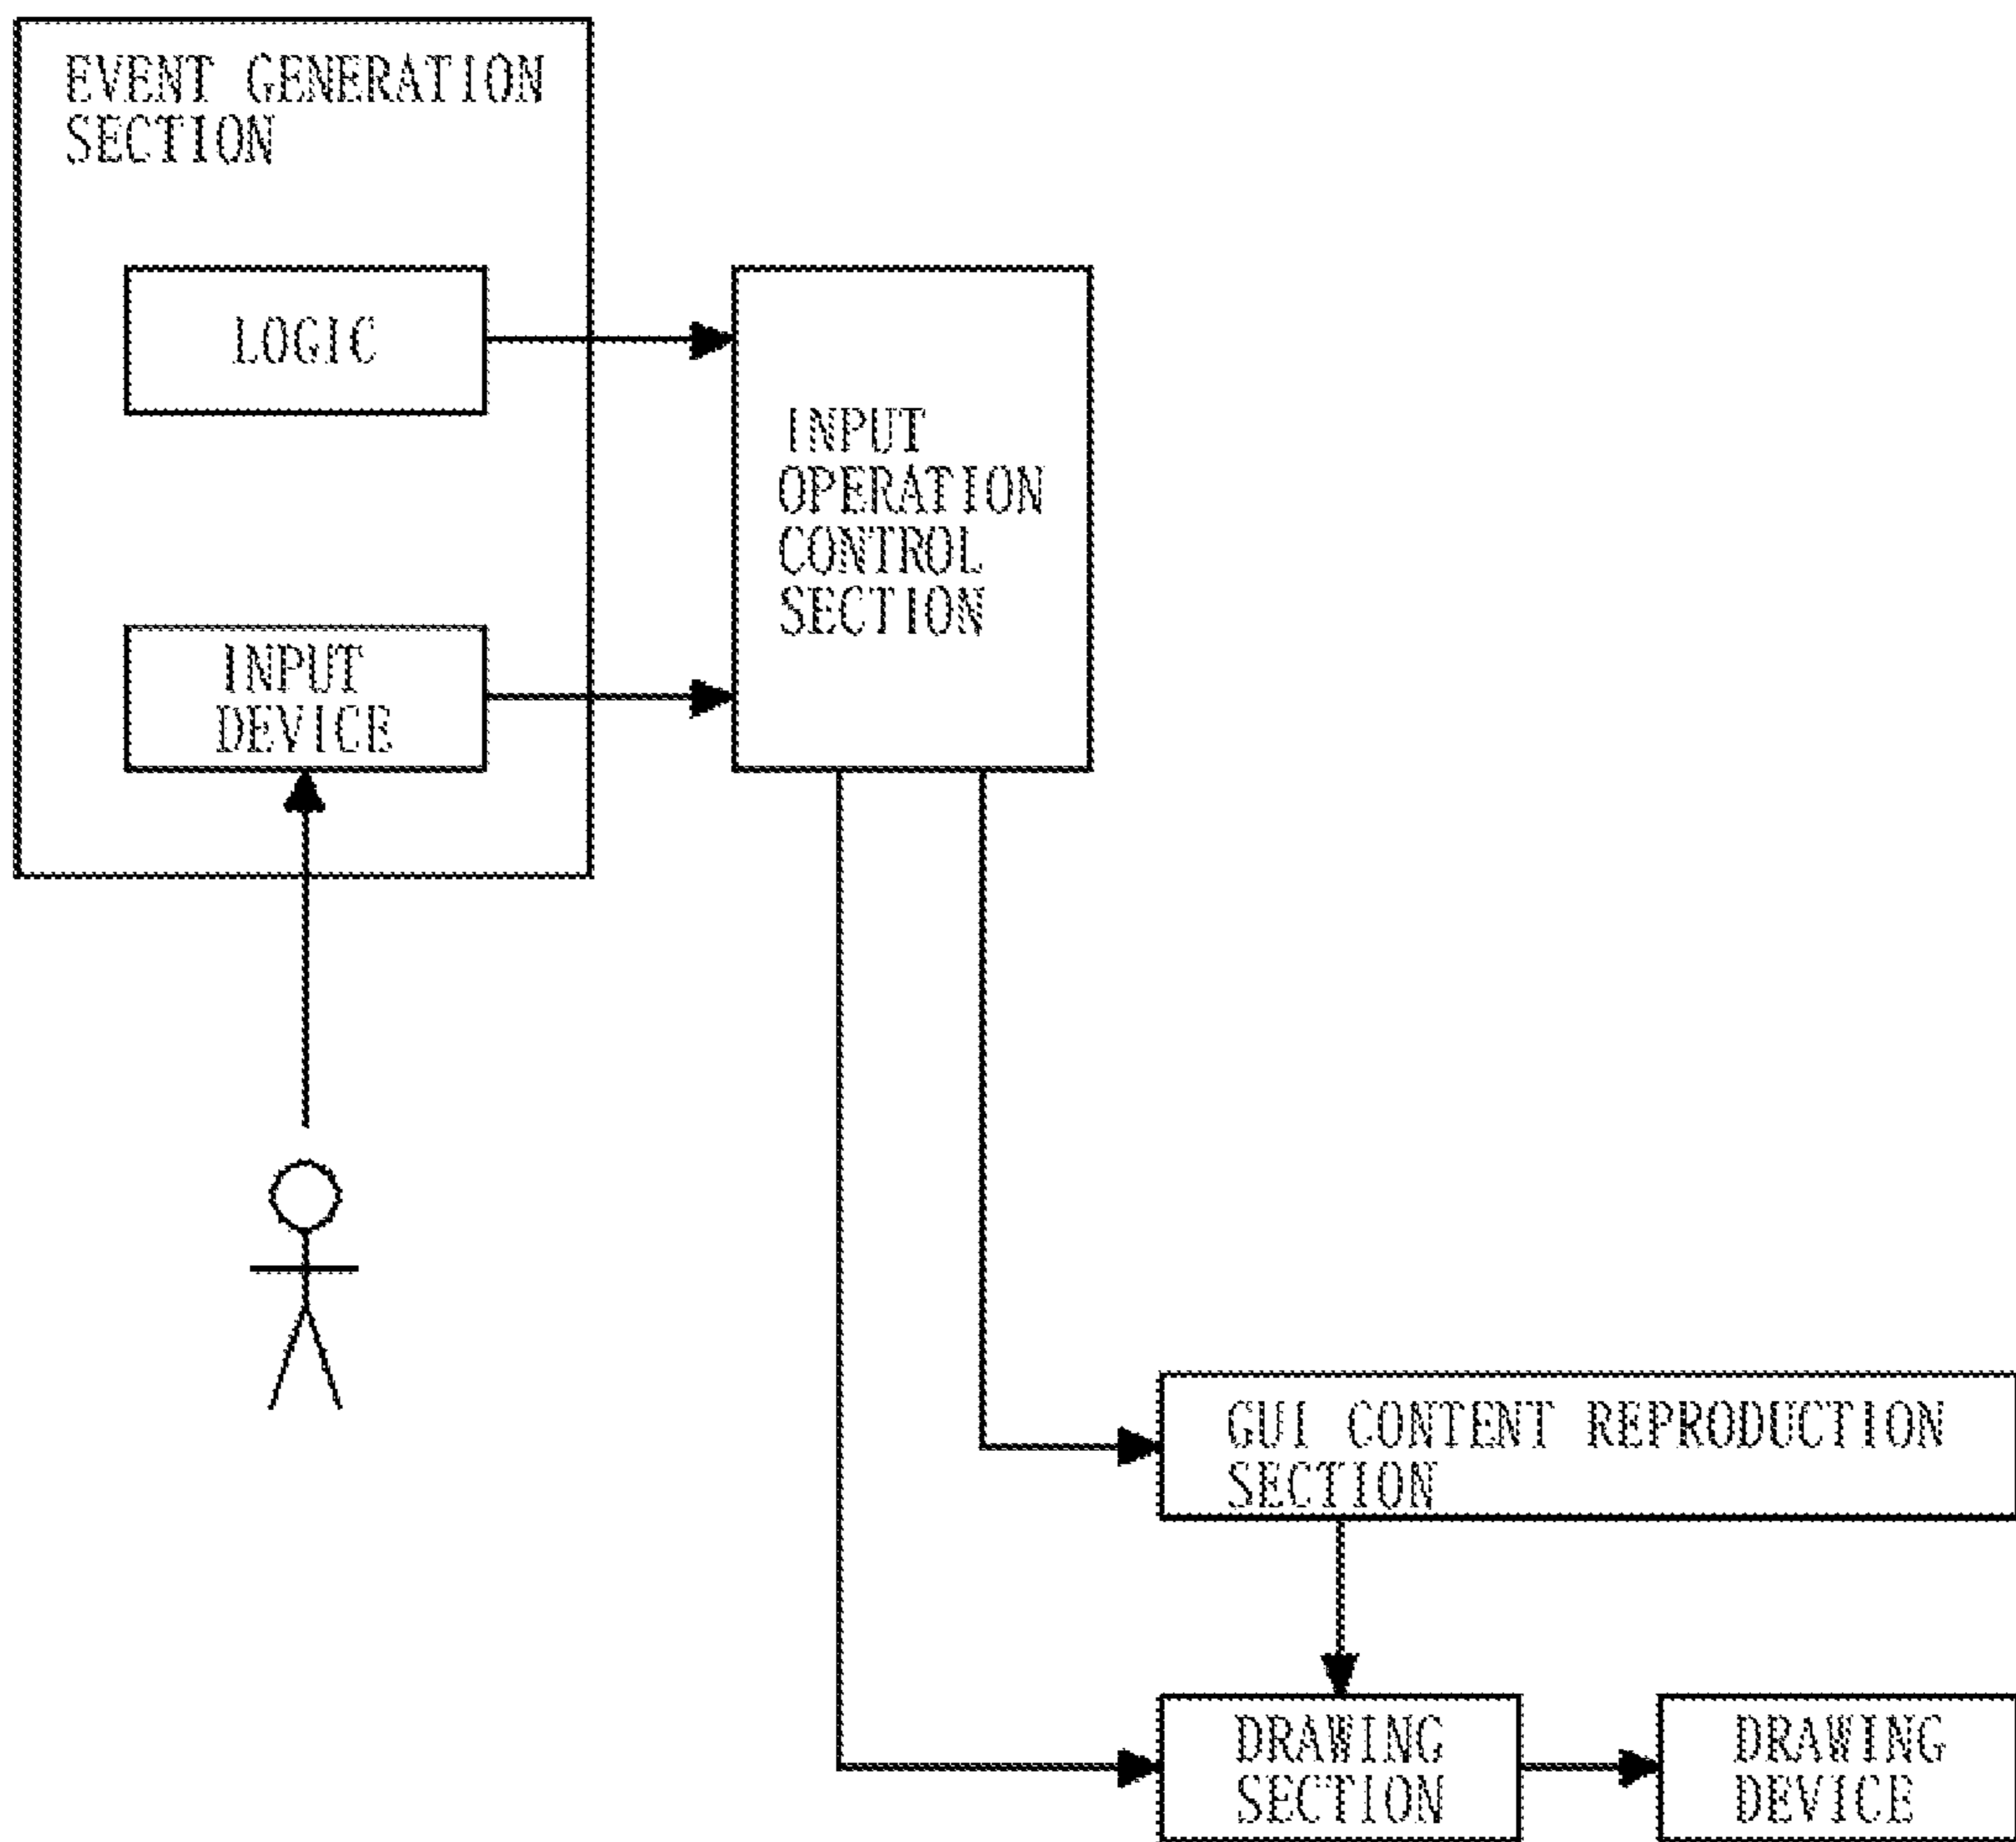 EVENT GENERATION
SECTION
LOGIC
INPUT
OPERATION
CONTROL
SECTION
INPUT
DEVICE
GUI CONTENT REPRODUCTION
SECTION
DRAWING
SECTION
DRAWING
DEVICE